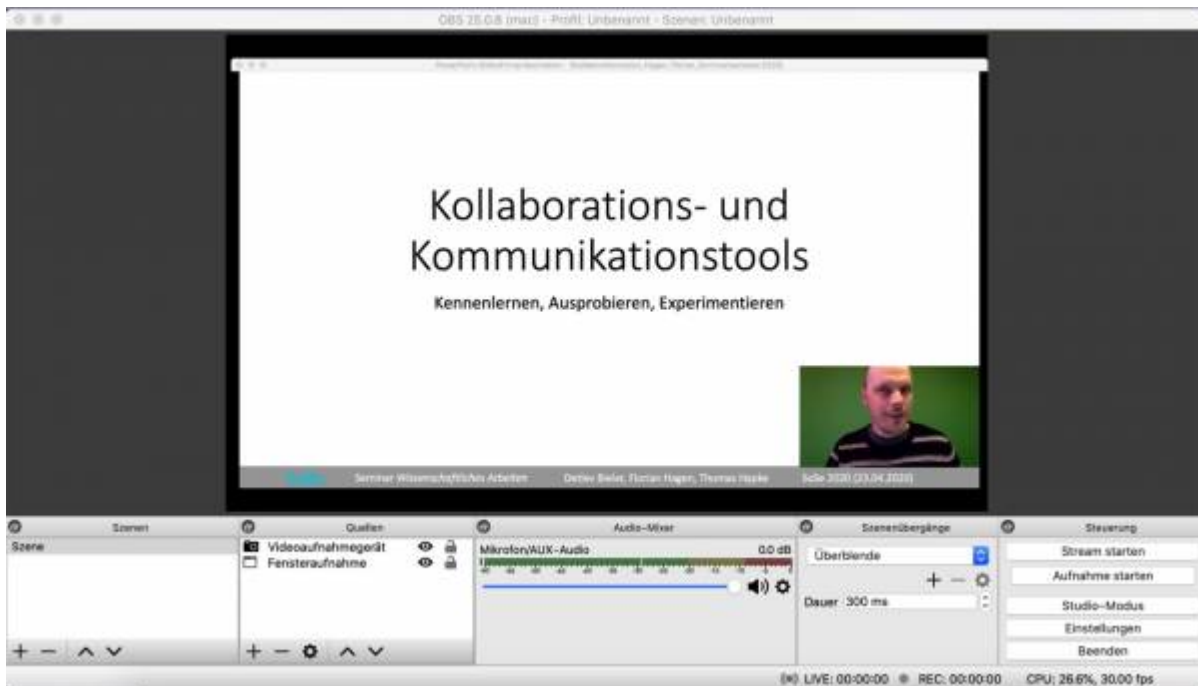 OBS 25.0.8 (mac) - Profil: Unbenannt - Szenen: Unbenannt
Kollaborations- und
Kommunikationstools
Kennenlernen, Ausprobieren, Experimentieren
Seminar Wissenschaftliches Arbeiten Detlev Bieler, Florian Hagen, Thomas Hapke SoSe 2020 (23.04.2020)
Szenen Quellen Audio-Mixer Szenenübergänge Steuerung
Szene
Videoaufnahmegerät
Fensteraufnahme
Mikrofon/AUX-Audio 0.0 dB
Überblende
Dauer 300 ms
Stream starten
Aufnahme starten
Studio-Modus
Einstellungen
Beenden
LIVE: 00:00:00 REC: 00:00:00 CPU: 26.6%, 30.00 fps